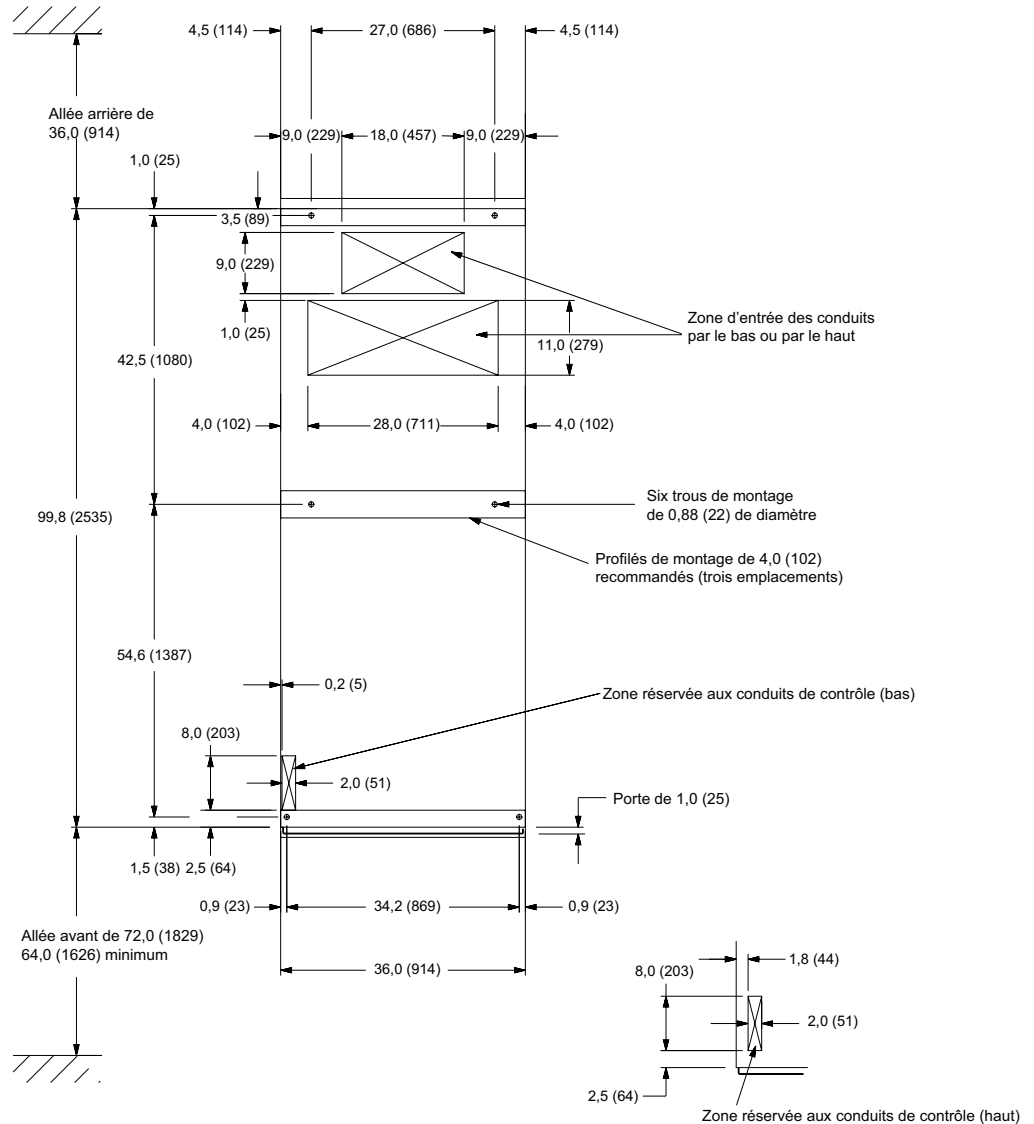 4,5 (114)
27,0 (686)
4,5 (114)
Allée arrière de
36,0 (914)
9,0 (229)
18,0 (457)
9,0 (229)
1,0 (25)
3,5 (89)
9,0 (229)
Zone d’entrée des conduits
par le bas ou par le haut
1,0 (25)
11,0 (279)
42,5 (1080)
4,0 (102)
28,0 (711)
4,0 (102)
Six trous de montage
de 0,88 (22) de diamètre
99,8 (2535)
Profilés de montage de 4,0 (102)
recommandés (trois emplacements)
54,6 (1387)
0,2 (5)
Zone réservée aux conduits de contrôle (bas)
8,0 (203)
2,0 (51)
Porte de 1,0 (25)
1,5 (38)
2,5 (64)
0,9 (23)
34,2 (869)
0,9 (23)
Allée avant de 72,0 (1829)
64,0 (1626) minimum
36,0 (914)
1,8 (44)
8,0 (203)
2,0 (51)
2,5 (64)
Zone réservée aux conduits de contrôle (haut)